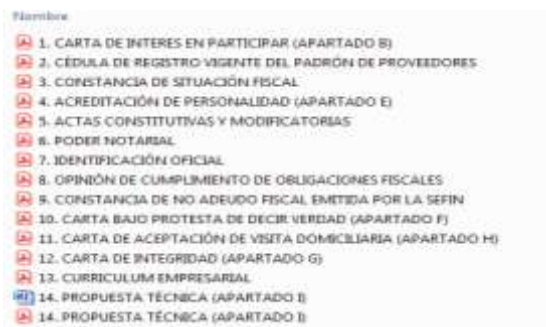 Nombre
1. CARTA DE INTERES EN PARTICIPAR (APARTADO B)
2. CÉDULA DE REGISTRO VIGENTE DEL PADRÓN DE PROVEEDORES
3. CONSTANCIA DE SITUACIÓN FISCAL
4. ACREDITACIÓN DE PERSONALIDAD (APARTADO E)
5. ACTAS CONSTITUTIVAS Y MODIFICATORIAS
6. PODER NOTARIAL
7. IDENTIFICACIÓN OFICIAL
8. OPINIÓN DE CUMPLIMIENTO DE OBLIGACIONES FISCALES
9. CONSTANCIA DE NO ADEUDO FISCAL EMITIDA POR LA SEFIN
10. CARTA BAJO PROTESTA DE DECIR VERDAD (APARTADO F)
11. CARTA DE ACEPTACIÓN DE VISITA DOMICILIARIA (APARTADO H)
12. CARTA DE INTEGRIDAD (APARTADO G)
13. CURRICULUM EMPRESARIAL
14. PROPUESTA TÉCNICA (APARTADO I)
14. PROPUESTA TÉCNICA (APARTADO I)